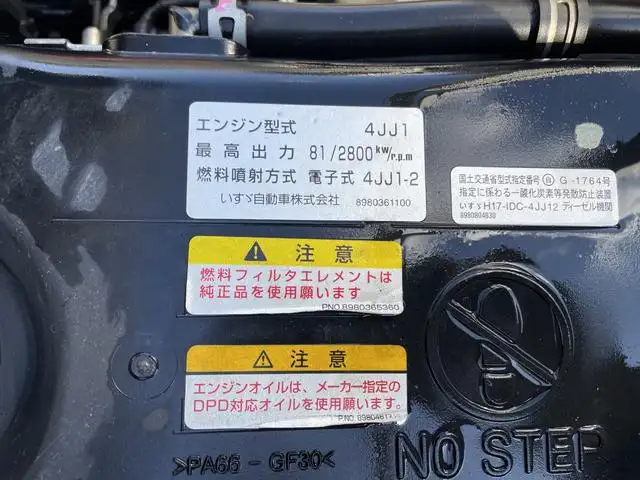 エンジン型式 4JJ1
最高出力 81/2800kw/r.p.m
燃料噴射方式 電子式 4JJ1-2
いすゞ自動車株式会社 8980361100
国土交通省型式指定番号 自 G-1764号
指定に係わる一酸化炭素等発散防止装置
いすゞH17-IDC-4JJ12 ディーゼル機関
8980804630
注意
燃料フィルタエレメントは
純正品を使用願います
PNO.8980365360
注意
エンジンオイルは、メーカー指定の
DPD対応オイルを使用願います。
PNO.
>PA66-GF30<
NO STEP